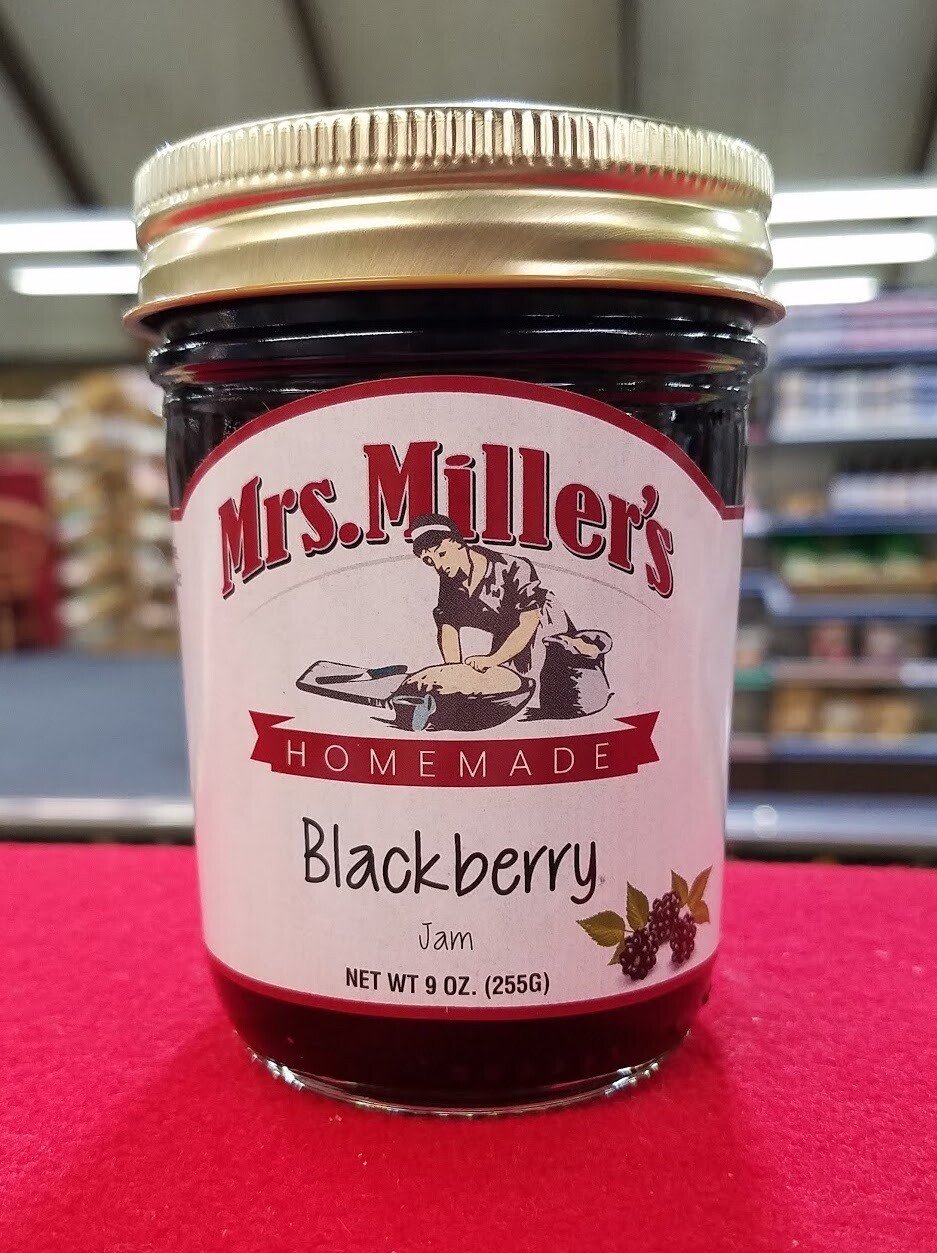 Mrs. Miller's
HOMEMADE
Blackberry
Jam
NET WT 9 OZ. (255G)